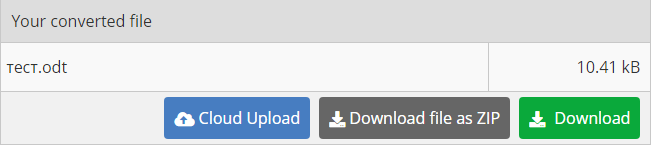 Your converted file
тест.odt 10.41 kB
Cloud Upload Download file as ZIP Download